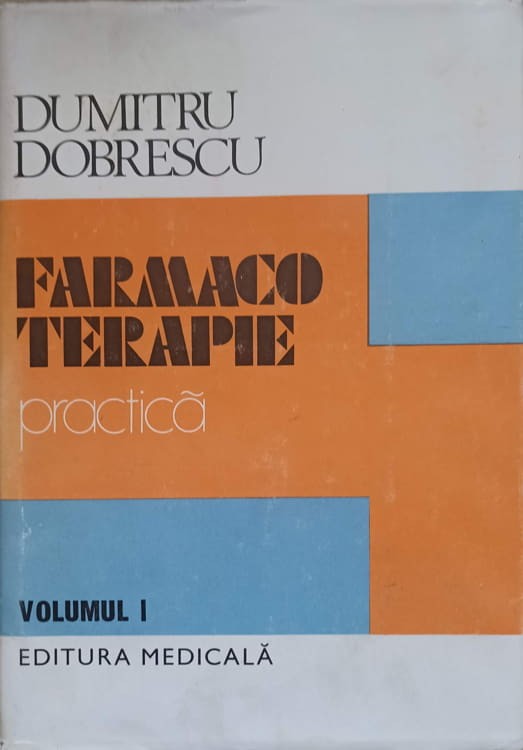 DUMITRU
DOBRESCU
FARMACO
TERAPIE
practică
VOLUMUL I
EDITURA MEDICALĂ